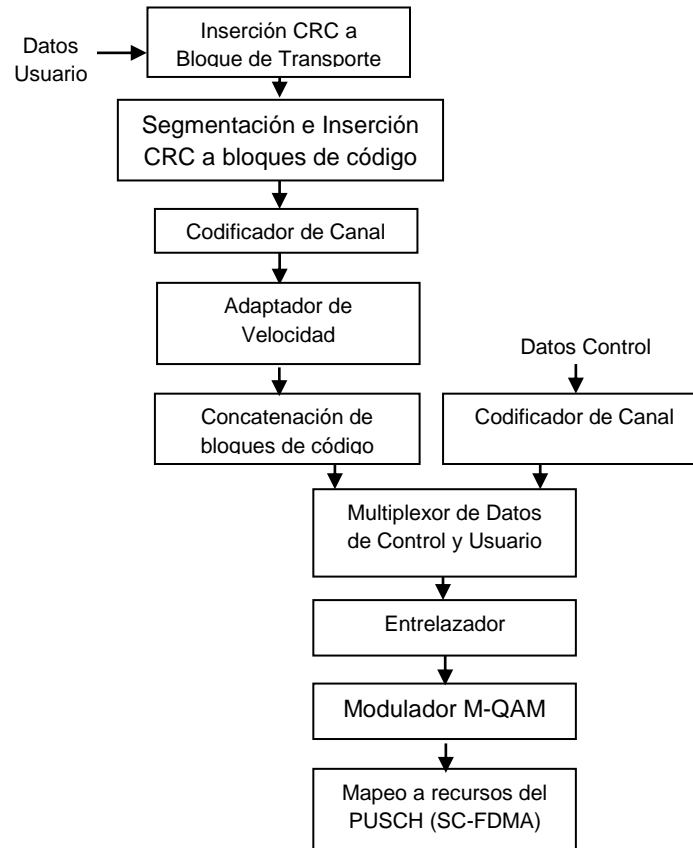 Inserción CRC a
Bloque de Transporte
Datos
Usuario
Segmentación e Inserción
CRC a bloques de código
Codificador de Canal
Adaptador de
Velocidad
Datos Control
Concatenación de
bloques de código
Codificador de Canal
Multiplexor de Datos
de Control y Usuario
Entrelazador
Modulador M-QAM
Mapeo a recursos del
PUSCH (SC-FDMA)